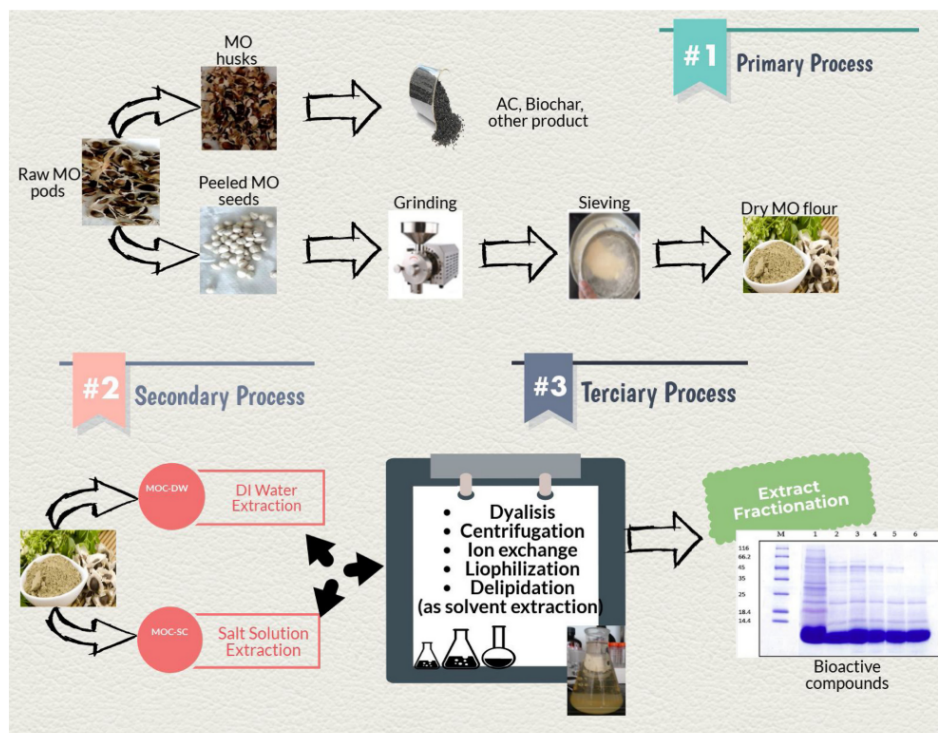 #1 Primary Process
MO
husks
AC, Biochar,
other product
Raw MO
pods
Peeled MO
seeds
Grinding
Sieving
Dry MO flour
#2 Secondary Process
MOC-DW
DI Water
Extraction
MOC-SC
Salt Solution
Extraction
#3 Terciary Process
• Dyalisis
• Centrifugation
• Ion exchange
• Liophilization
• Delipidation
(as solvent extraction)
Extract
Fractionation
M 1 2 3 4 5 6
116
66.2
45
35
25
18.4
14.4
Bioactive
compounds